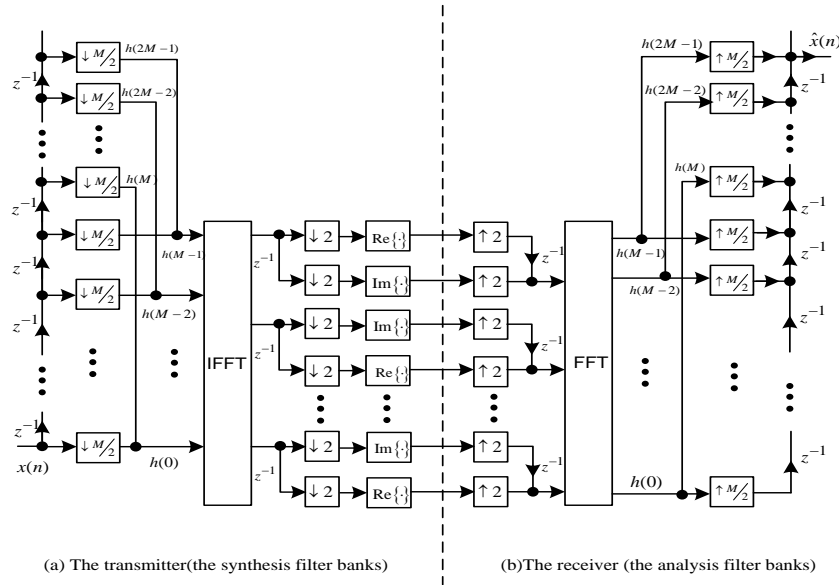 h(2M-1)
↓ M/2
z⁻¹
h(2M-2)
↓ M/2
h(M)
↓ M/2
z⁻¹
↓ M/2
h(M-1)
z⁻¹
↓ M/2
h(M-2)
z⁻¹
z⁻¹
x(n)
↓ M/2
h(0)
IFFT
z⁻¹
↓ 2
Re{·}
↓ 2
Im{·}
z⁻¹
↓ 2
Im{·}
↓ 2
Re{·}
z⁻¹
↓ 2
Im{·}
↓ 2
Re{·}
↑ 2
z⁻¹
↑ 2
↑ 2
z⁻¹
↑ 2
↑ 2
z⁻¹
↑ 2
FFT
h(2M-1)
↑ M/2
x̂(n)
z⁻¹
h(2M-2)
↑ M/2
h(M)
↑ M/2
z⁻¹
h(M-1)
↑ M/2
z⁻¹
h(M-2)
↑ M/2
z⁻¹
h(0)
↑ M/2
z⁻¹
(a) The transmitter(the synthesis filter banks)
(b)The receiver (the analysis filter banks)